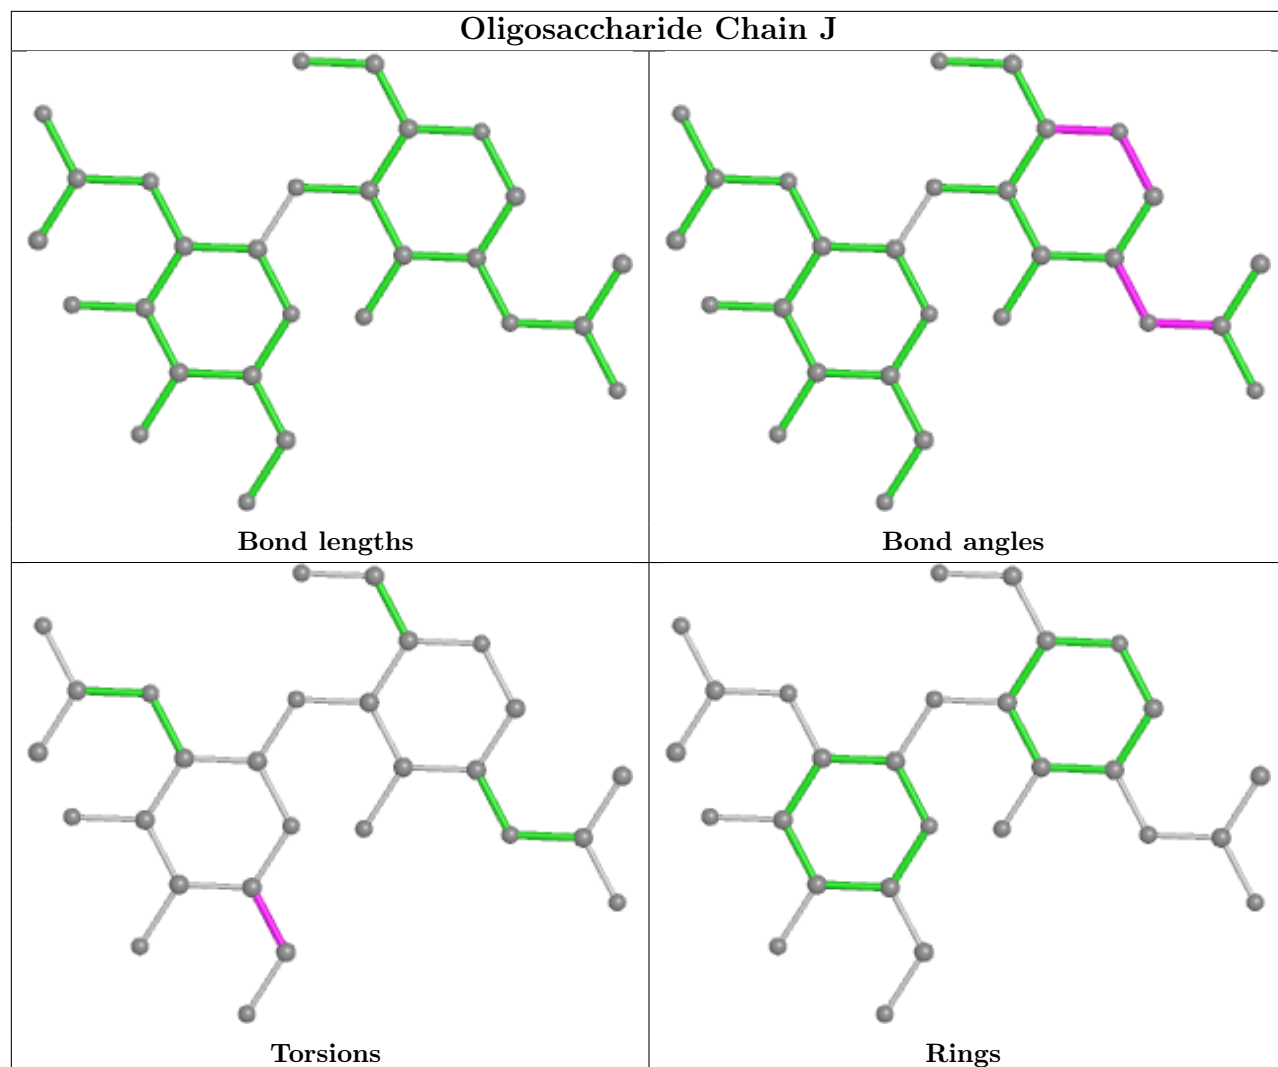 Oligosaccharide Chain J
Bond lengths
Bond angles
Torsions
Rings